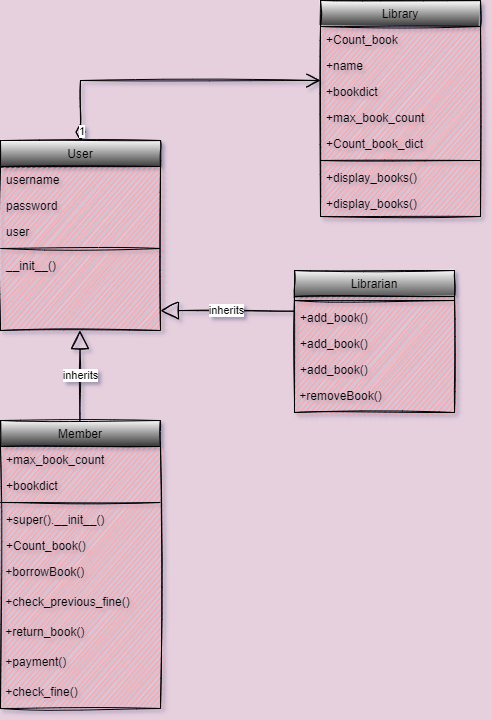 Library
+Count_book
+name
+bookdict
+max_book_count
+Count_book_dict
+display_books()
+display_books()
1
User
username
password
user
__init__()
inherits
Librarian
+add_book()
+add_book()
+add_book()
+removeBook()
inherits
Member
+max_book_count
+bookdict
+super().__init__()
+Count_book()
+borrowBook()
+check_previous_fine()
+return_book()
+payment()
+check_fine()